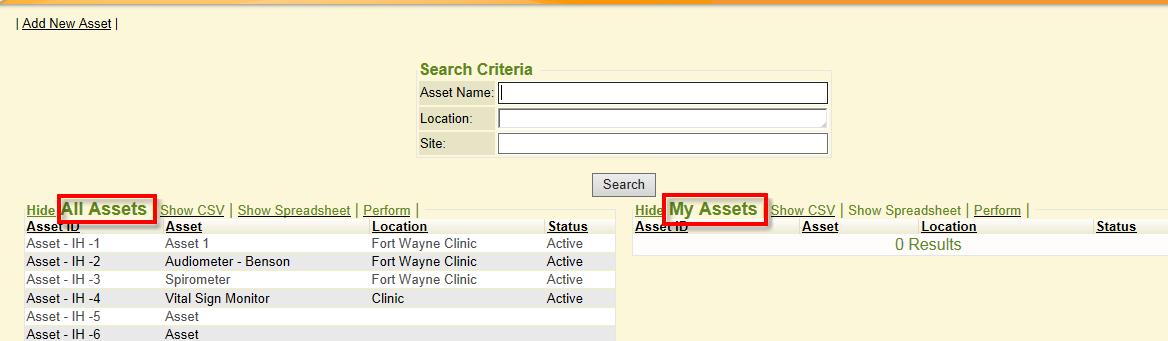 | Add New Asset |
Search Criteria
Asset Name:
Location:
Site:
Search
Hide All Assets Show CSV | Show Spreadsheet | Perform |
Asset ID Asset Location Status
Asset - IH -1 Asset 1 Fort Wayne Clinic Active
Asset - IH -2 Audiometer - Benson Fort Wayne Clinic Active
Asset - IH -3 Spirometer Fort Wayne Clinic Active
Asset - IH -4 Vital Sign Monitor Clinic Active
Asset - IH -5 Asset
Asset - IH -6 Asset
Hide My Assets Show CSV | Show Spreadsheet | Perform |
Asset ID Asset Location Status
0 Results